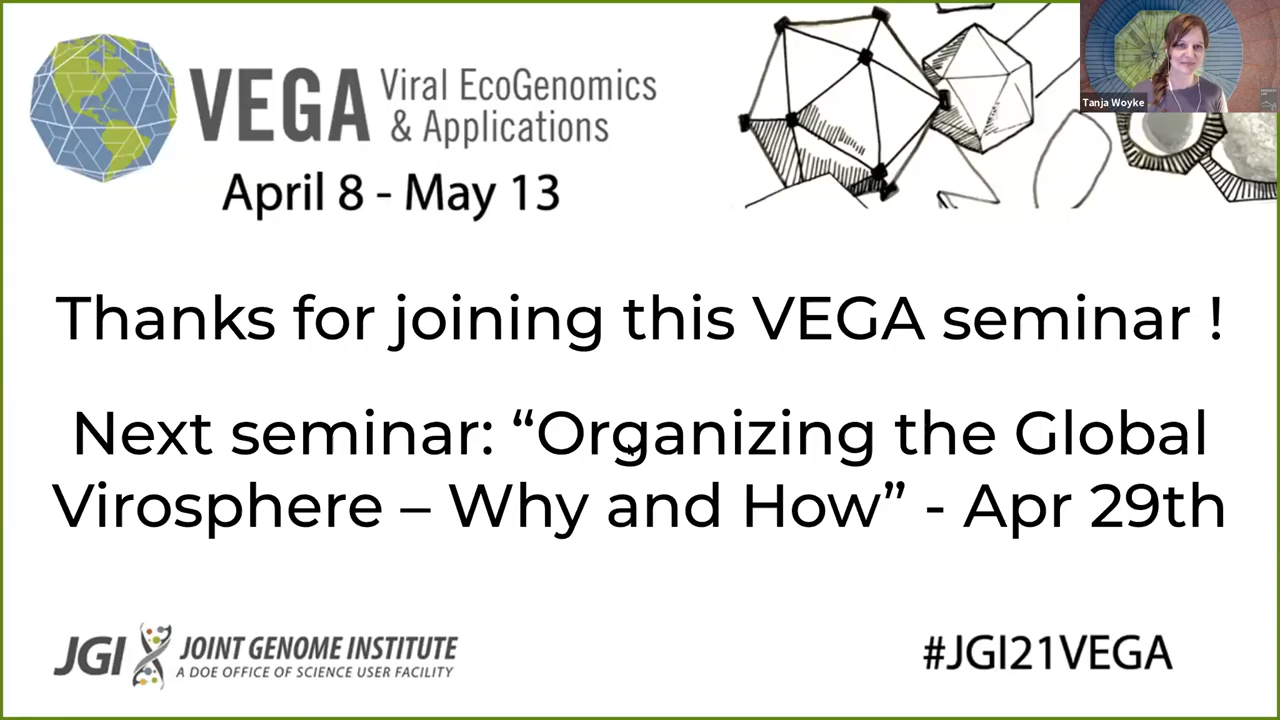 VEGA Viral EcoGenomics
& Applications
April 8 - May 13
Tanja Woyke
Thanks for joining this VEGA seminar !
Next seminar: “Organizing the Global
Virosphere – Why and How” - Apr 29th
JGI JOINT GENOME INSTITUTE
A DOE OFFICE OF SCIENCE USER FACILITY
#JGI21VEGA